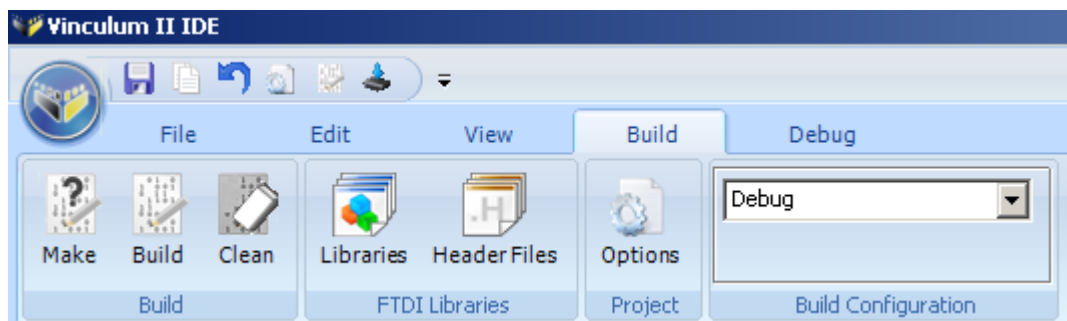 Vinculum II IDE
File Edit View Build Debug
? .H Debug
Make Build Clean Libraries Header Files Options
Build FTDI Libraries Project Build Configuration